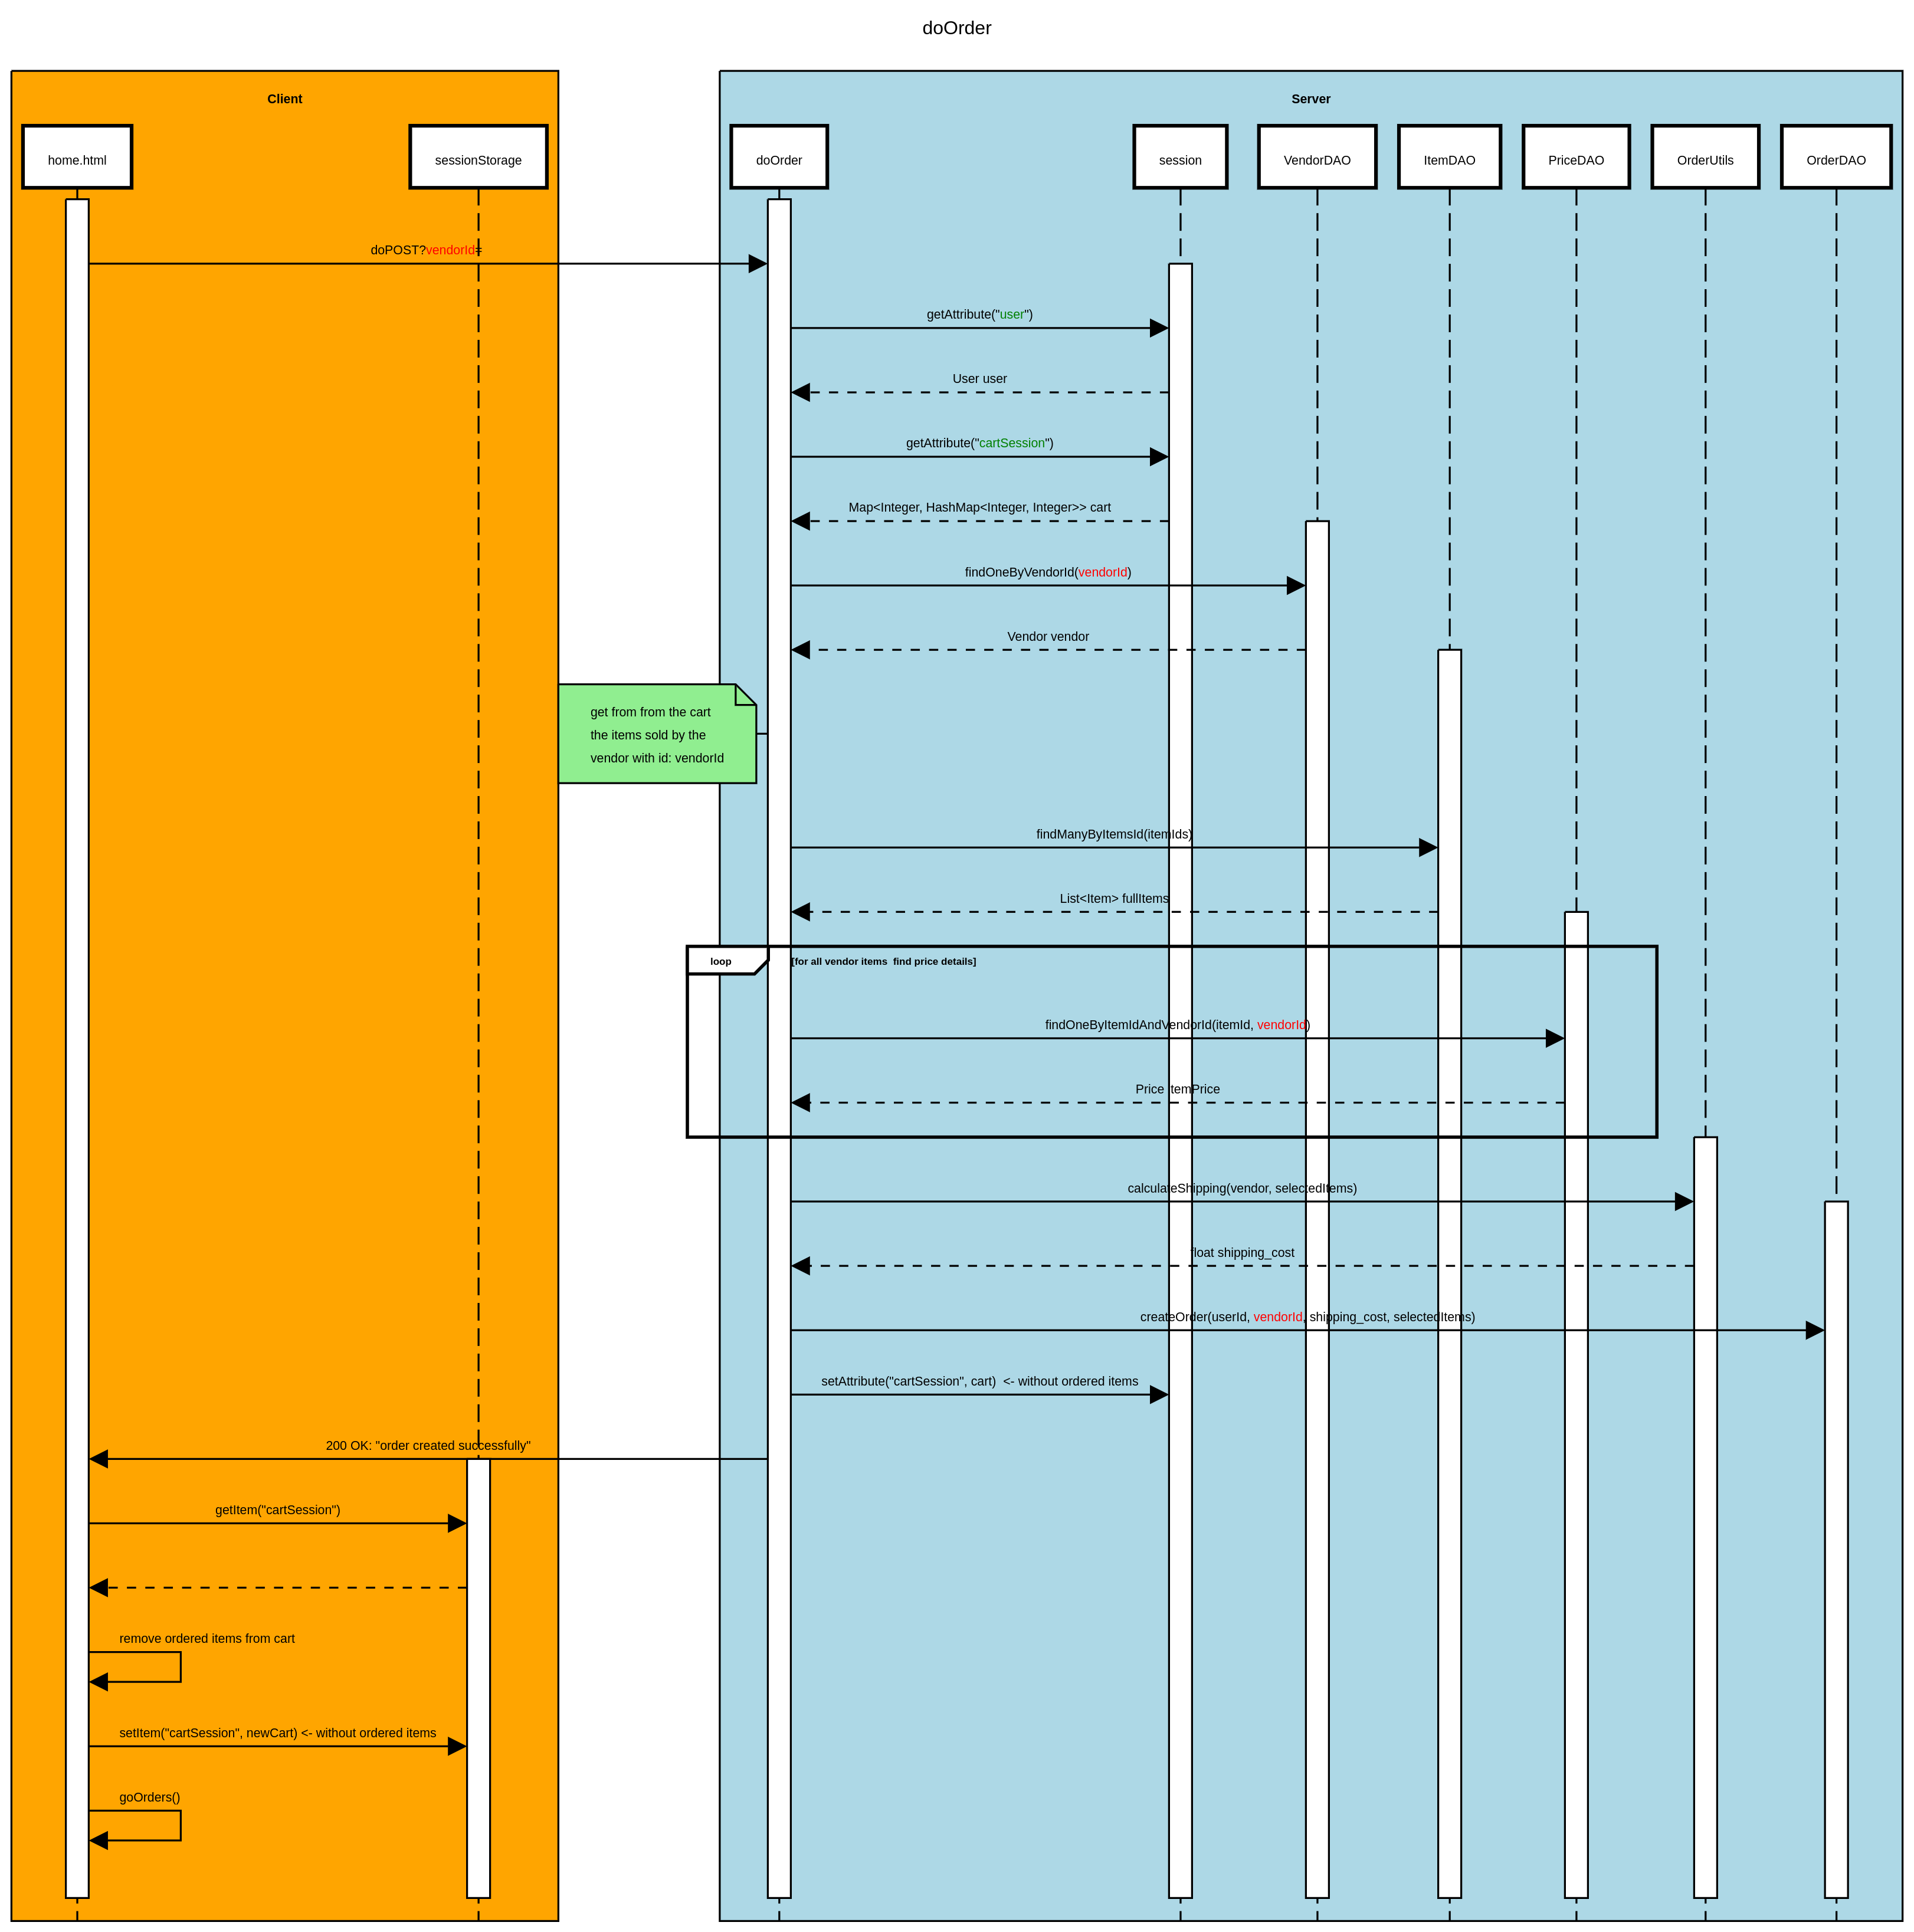 doOrder
Client
Server
home.html
sessionStorage
doOrder
session
VendorDAO
ItemDAO
PriceDAO
OrderUtils
OrderDAO
doPOST?vendorId=
getAttribute("user")
User user
getAttribute("cartSession")
Map<Integer, HashMap<Integer, Integer>> cart
findOneByVendorId(vendorId)
Vendor vendor
get from from the cart
the items sold by the
vendor with id: vendorId
findManyByItemsId(itemIds)
List<Item> fullItems
loop
[for all vendor items  find price details]
findOneByItemIdAndVendorId(itemId, vendorId)
Price itemPrice
calculateShipping(vendor, selectedItems)
float shipping_cost
createOrder(userId, vendorId, shipping_cost, selectedItems)
setAttribute("cartSession", cart)  <- without ordered items
200 OK: "order created successfully"
getItem("cartSession")
remove ordered items from cart
setItem("cartSession", newCart) <- without ordered items
goOrders()